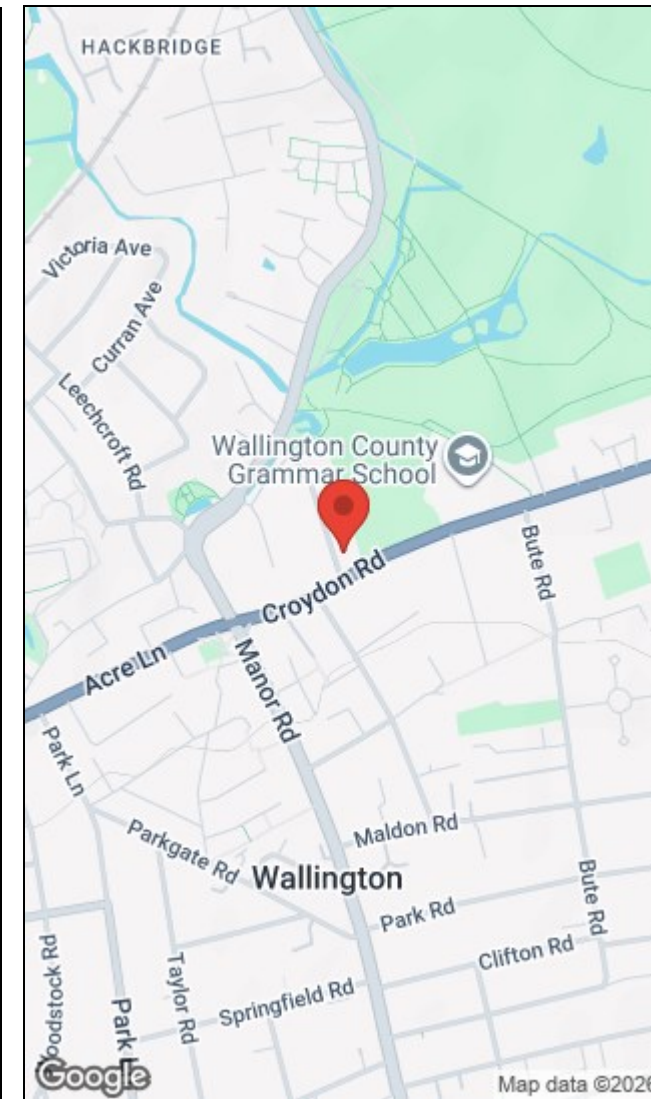 HACKBRIDGE
Victoria Ave
Curran Ave
Leechcroft Rd
Wallington County
Grammar School
Bute Rd
Croydon Rd
Acre Ln
Manor Rd
Park Ln
Maldon Rd
Parkgate Rd
Wallington
Bute Rd
Park Rd
Clifton Rd
Woodstock Rd
Taylor Rd
Springfield Rd
Park L
Google
Map data ©2026